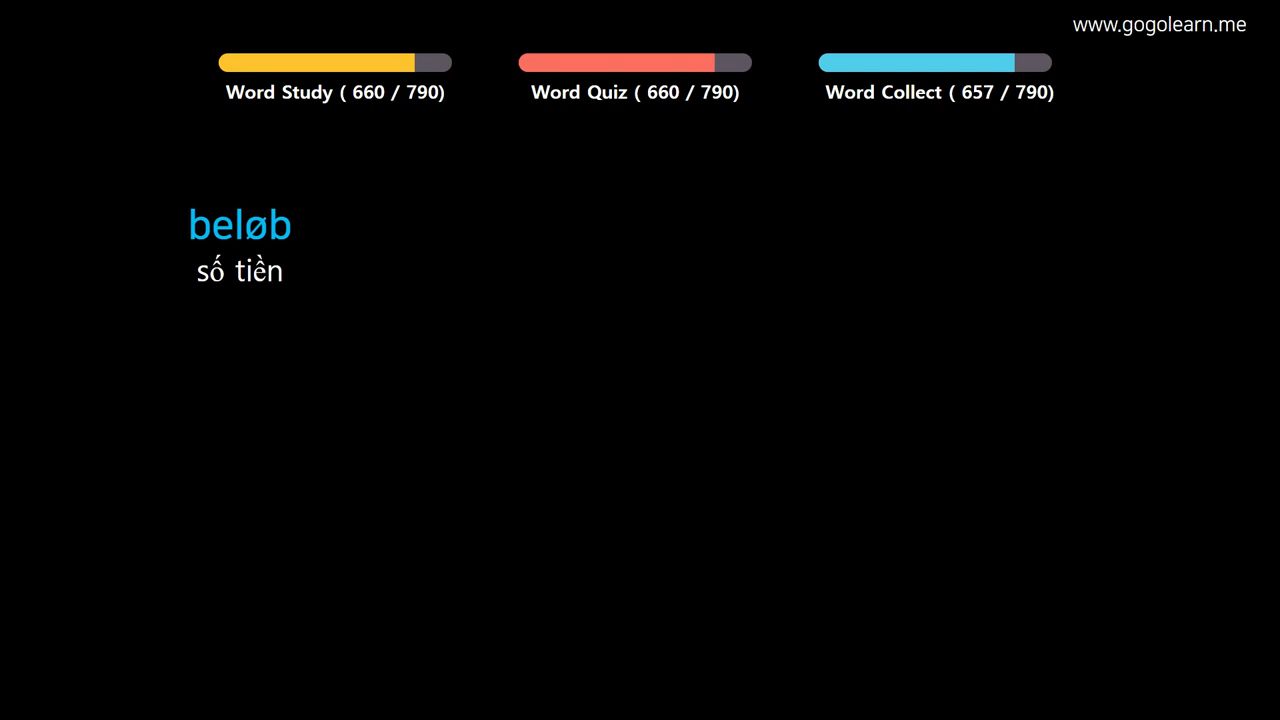 www.gogolearn.me
Word Study ( 660 / 790)
Word Quiz ( 660 / 790)
Word Collect ( 657 / 790)
beløb
số tiền